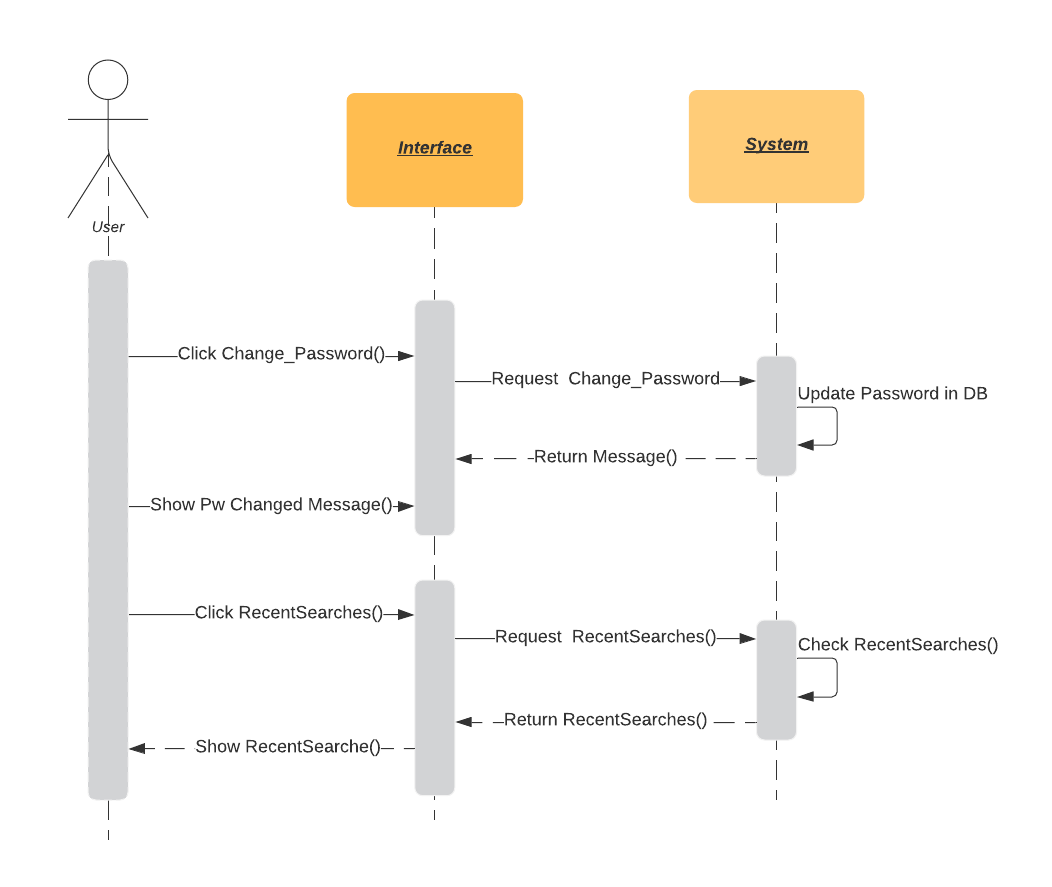 User
Interface
System
Click Change_Password()
Request  Change_Password
Update Password in DB
Return Message()
Show Pw Changed Message()
Click RecentSearches()
Request  RecentSearches()
Check RecentSearches()
Return RecentSearches()
Show RecentSearche()